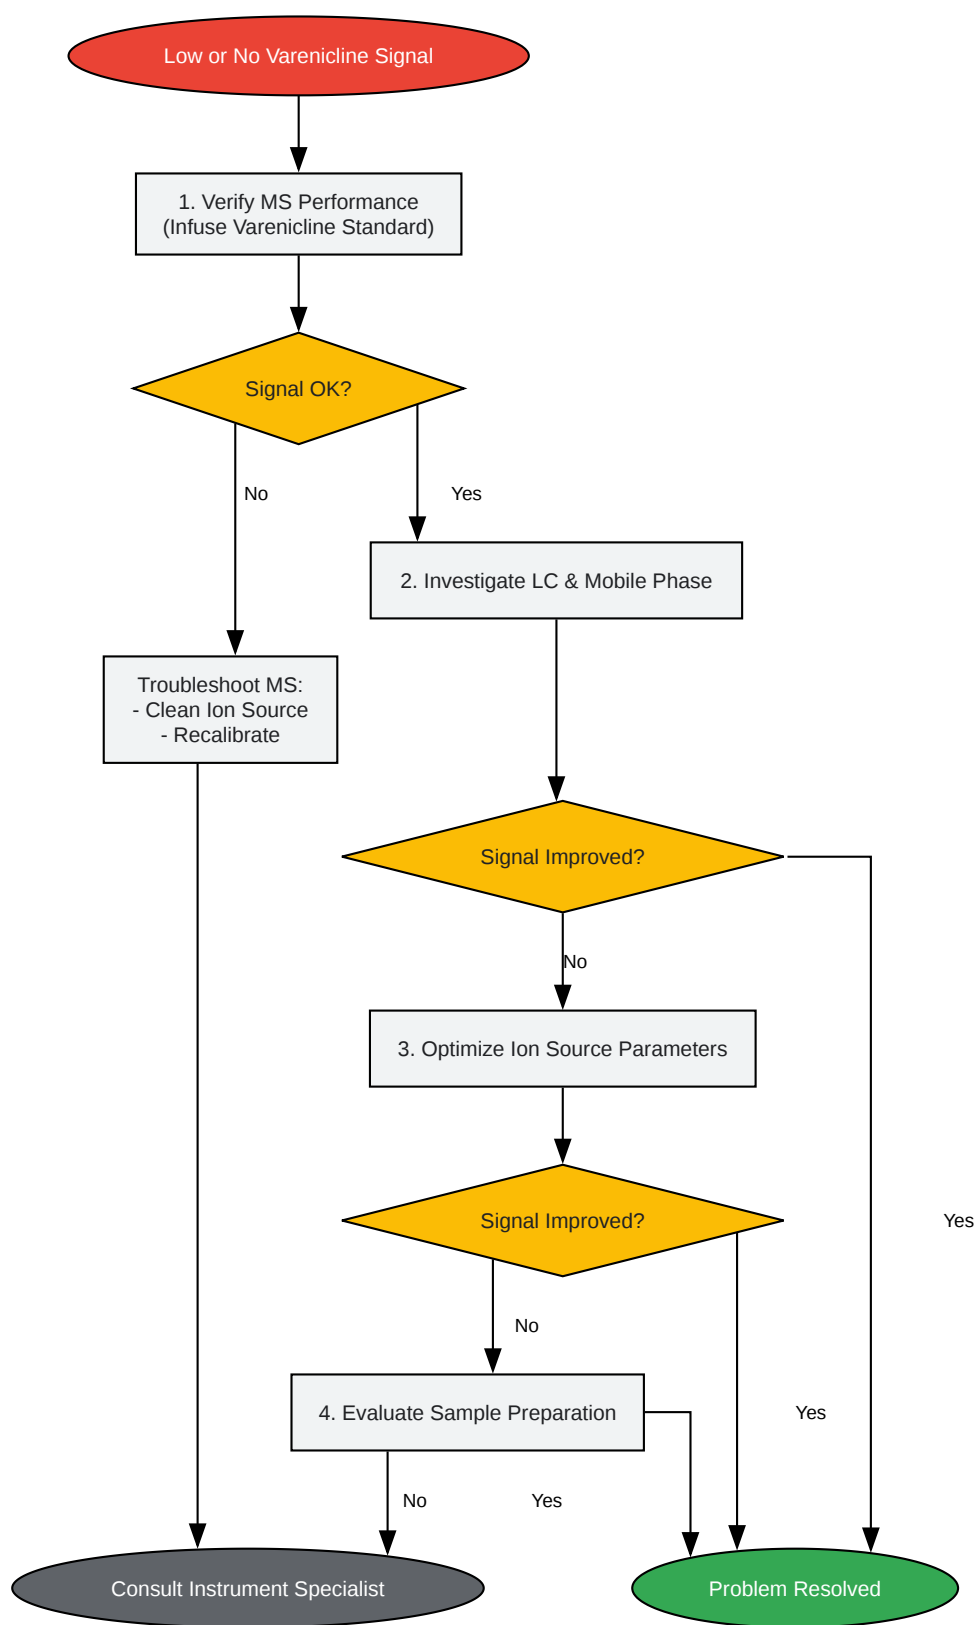 Low or No Varenicline Signal
1. Verify MS Performance
(Infuse Varenicline Standard)
Signal OK?
No
Yes
2. Investigate LC & Mobile Phase
Troubleshoot MS:
- Clean Ion Source
- Recalibrate
Signal Improved?
No
3. Optimize Ion Source Parameters
Signal Improved?
Yes
No
4. Evaluate Sample Preparation
Yes
No
Yes
Consult Instrument Specialist
Problem Resolved